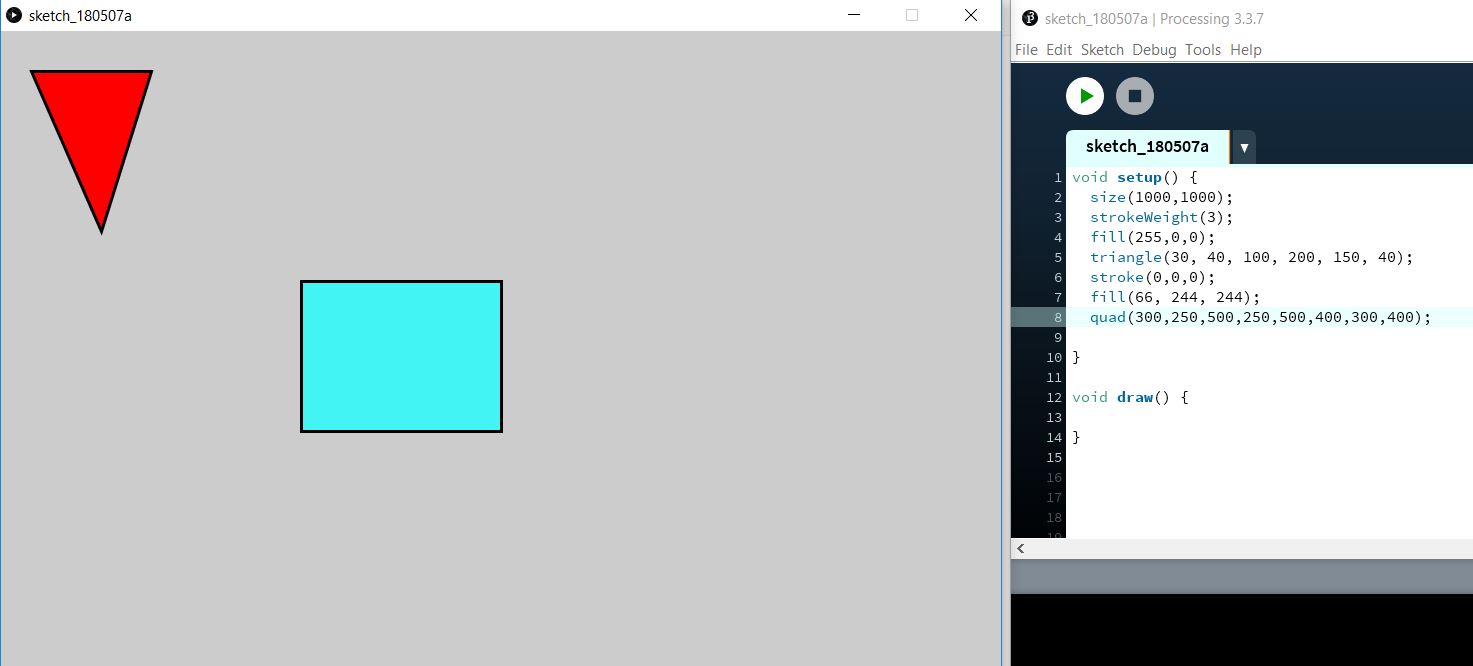 sketch_180507a
sketch_180507a | Processing 3.3.7
File Edit Sketch Debug Tools Help
sketch_180507a ▼
1 void setup() {
2 size(1000,1000);
3 strokeWeight(3);
4 fill(255,0,0);
5 triangle(30, 40, 100, 200, 150, 40);
6 stroke(0,0,0);
7 fill(66, 244, 244);
8 quad(300,250,500,250,500,400,300,400);
9
10 }
11
12 void draw() {
13
14 }
15
16
17
18
19